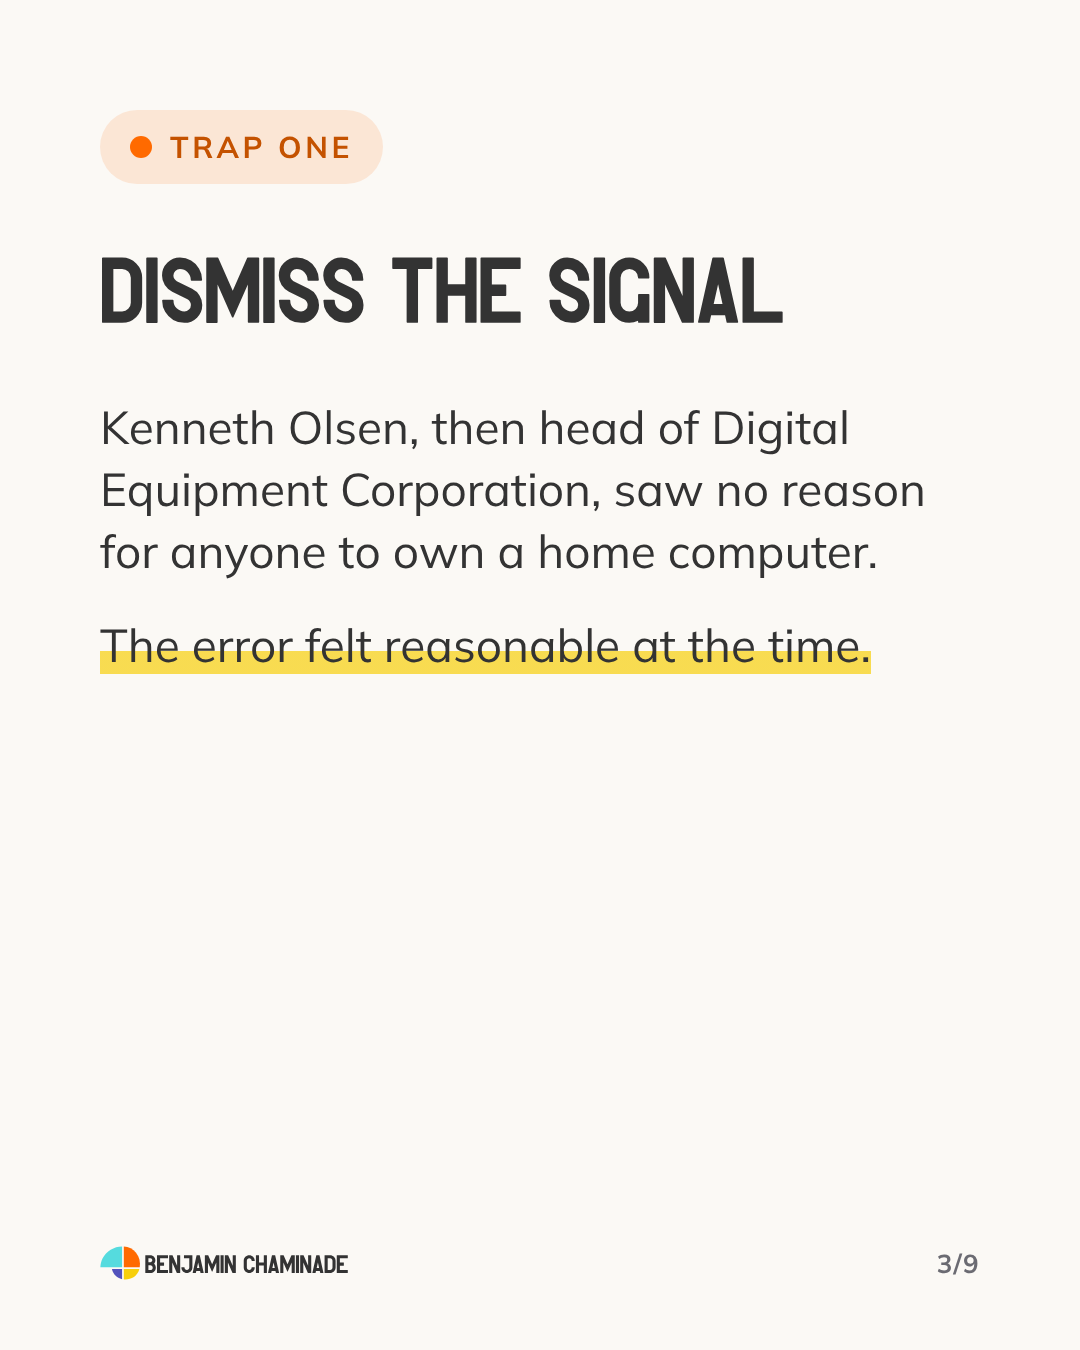 TRAP ONE
DISMISS THE SIGNAL
Kenneth Olsen, then head of Digital
Equipment Corporation, saw no reason
for anyone to own a home computer.
The error felt reasonable at the time.
BENJAMIN CHAMINADE
3/9